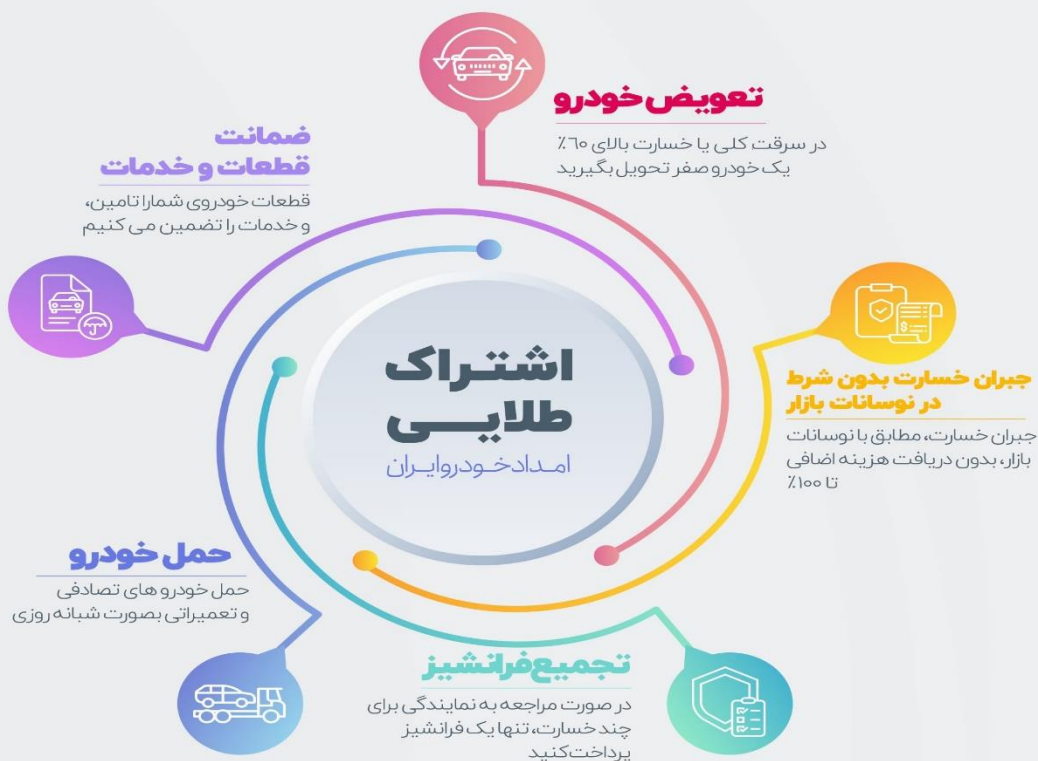 تعویض خودرو
در سرقت کلی یا خسارت بالای ۶۰٪
یک خودرو صفر تحویل بگیرید
ضمانت
قطعات و خدمات
قطعات خودروی شما را تامین،
و خدمات را تضمین می کنیم
اشتراک
طلایی
امداد خودرو ایران
جبران خسارت بدون شرط
در نوسانات بازار
جبران خسارت، مطابق با نوسانات
بازار، بدون دریافت هزینه اضافی
تا ۱۰۰٪
حمل خودرو
حمل خودرو های تصادفی
و تعمیراتی بصورت شبانه روزی
تجمیع فرانشیز
در صورت مراجعه به نمایندگی برای
چند خسارت، تنها یک فرانشیز
پرداخت کنید